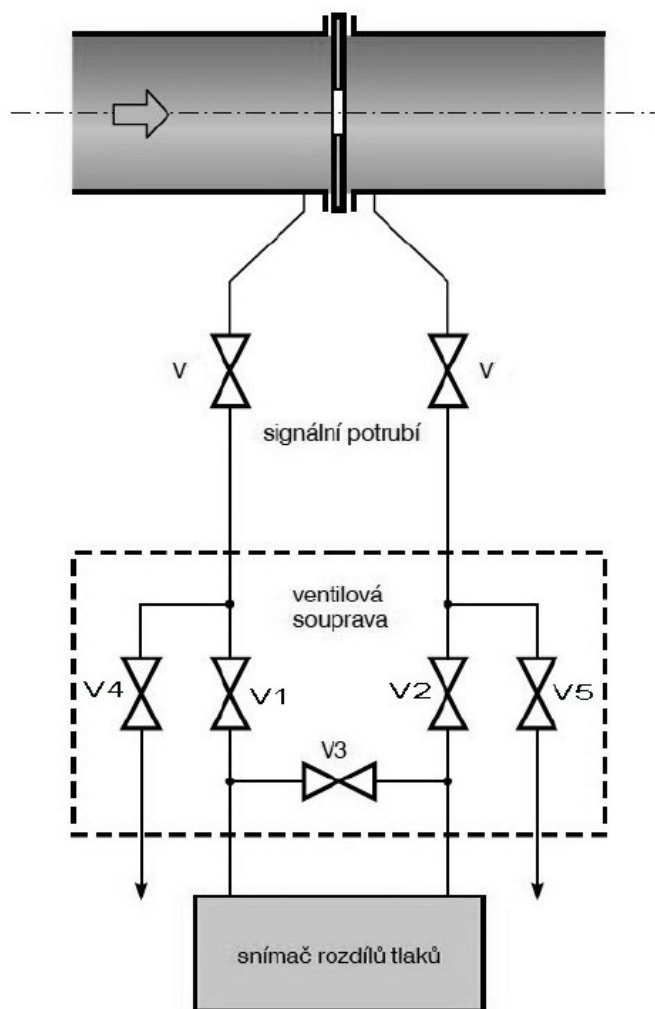 V
V
signální potrubí
ventilová
souprava
V4
V1
V2
V5
V3
snímač rozdílů tlaků